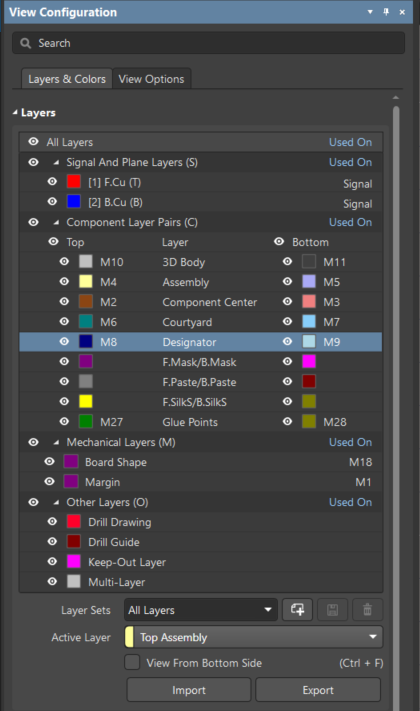 View Configuration
Search
Layers & Colors View Options
Layers
All Layers Used On
Signal And Plane Layers (S) Used On
[1] F.Cu (T) Signal
[2] B.Cu (B) Signal
Component Layer Pairs (C) Used On
Top Layer Bottom
M10 3D Body M11
M4 Assembly M5
M2 Component Center M3
M6 Courtyard M7
M8 Designator M9
F.Mask/B.Mask
F.Paste/B.Paste
F.SilkS/B.SilkS
M27 Glue Points M28
Mechanical Layers (M) Used On
Board Shape M18
Margin M1
Other Layers (O) Used On
Drill Drawing
Drill Guide
Keep-Out Layer
Multi-Layer
Layer Sets All Layers
Active Layer Top Assembly
View From Bottom Side (Ctrl + F)
Import Export